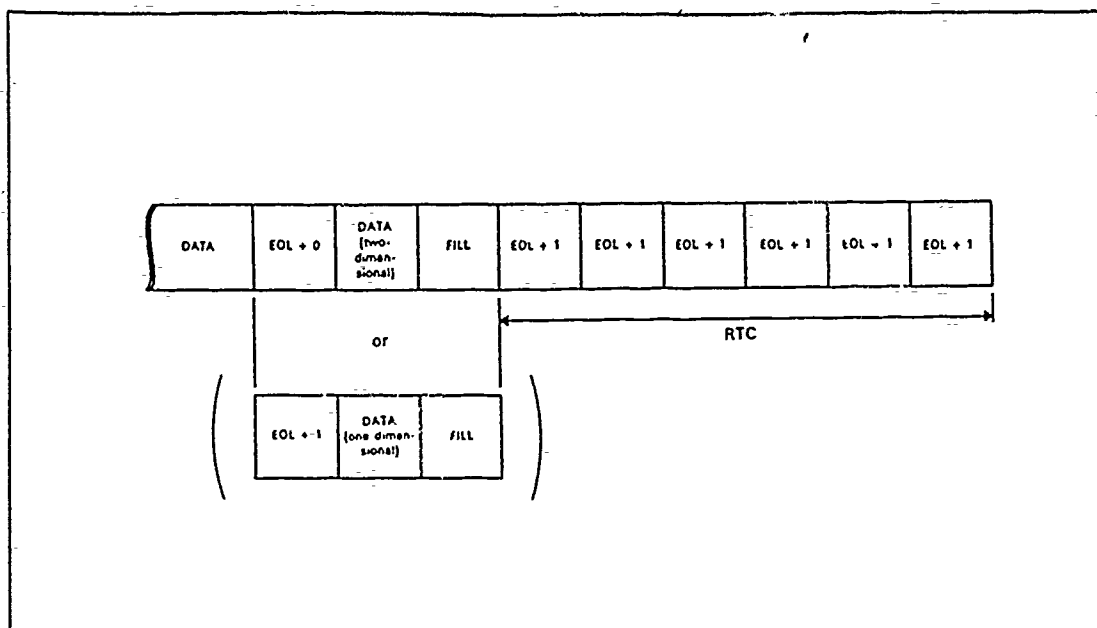 DATA
EOL + 0
DATA
(two-
dimen-
sional)
FILL
EOL + 1
EOL + 1
EOL + 1
EOL + 1
EOL + 1
EOL + 1
RTC
or
EOL + 1
DATA
(one dimen-
sional)
FILL